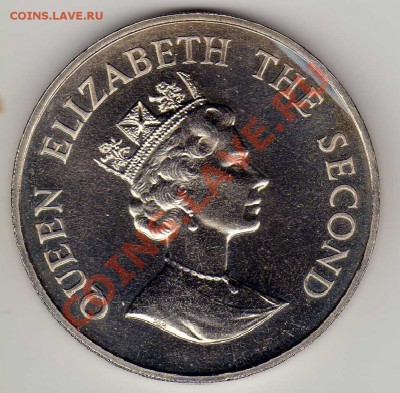 COINS.LAVE.RU
QUEEN ELIZABETH THE SECOND
COINS.LAVE.RU